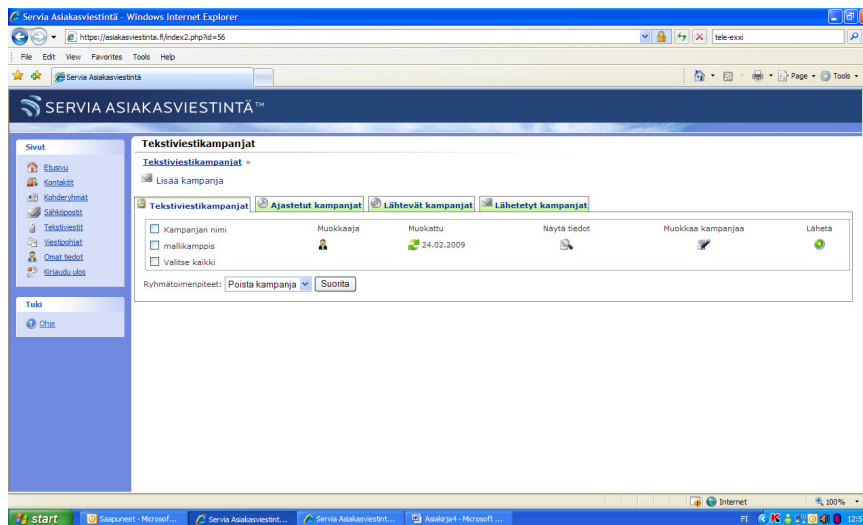 Servia Asiakasviestintä - Windows Internet Explorer
https://asiakasviestinta.fi/index2.php?id=56
tele-exxi
File Edit View Favorites Tools Help
Servia Asiakasviestintä
Page Tools
SERVIA ASIAKASVIESTINTÄ™
Sivut
Etusivu
Kontaktit
Kohderyhmät
Sähköpostit
Tekstiviestit
Viestipohjat
Omat tiedot
Kirjaudu ulos
Tuki
Ohje
Tekstiviestikampanjat
Tekstiviestikampanjat »
Lisää kampanja
Tekstiviestikampanjat Ajastetut kampanjat Lähtevät kampanjat Lähetetyt kampanjat
Kampanjan nimi Muokkaaja Muokattu Näytä tiedot Muokkaa kampanjaa Lähetä
mallikamppis 24.02.2009
Valitse kaikki
Ryhmätoimenpiteet: Poista kampanja Suorita
Internet 100%
start Saapuneet - Microsof... Servia Asiakasviestint... Servia Asiakasviestint... Asiakirja4 - Microsoft ... FI